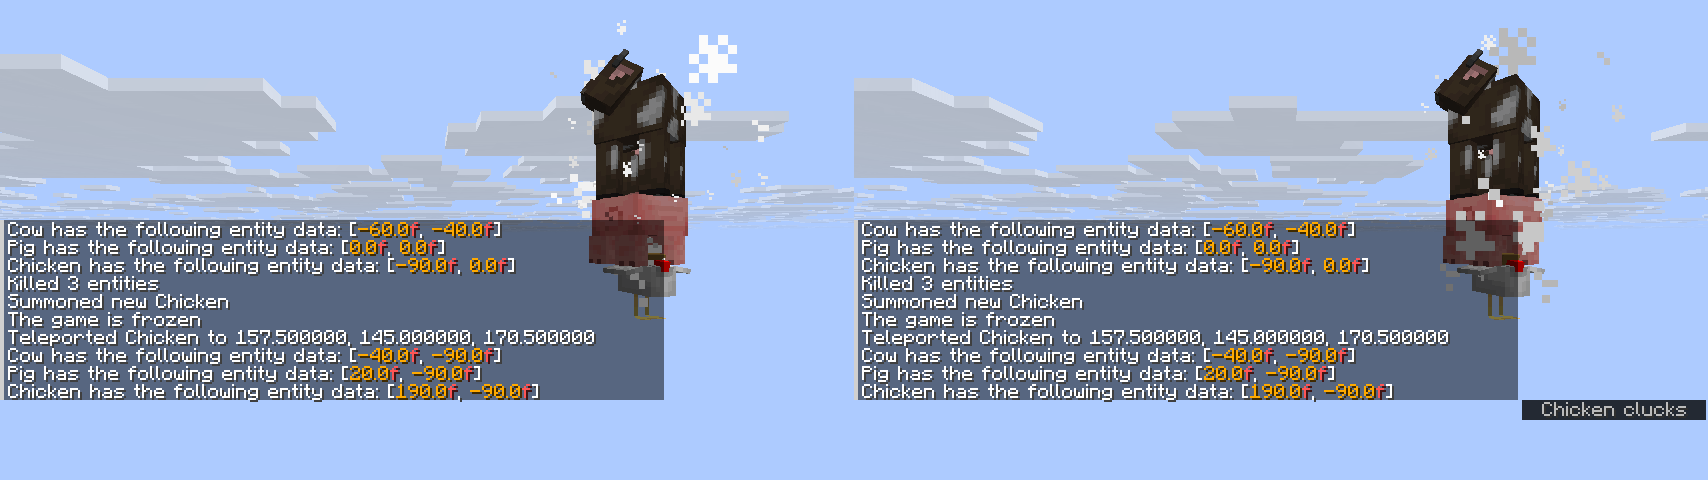 Cow has the following entity data: [-60.0f, -40.0f]
Pig has the following entity data: [0.0f, 0.0f]
Chicken has the following entity data: [-90.0f, 0.0f]
Killed 3 entities
Summoned new Chicken
The game is frozen
Teleported Chicken to 157.500000, 145.000000, 170.500000
Cow has the following entity data: [-40.0f, -90.0f]
Pig has the following entity data: [20.0f, -90.0f]
Chicken has the following entity data: [190.0f, -90.0f]
Cow has the following entity data: [-60.0f, -40.0f]
Pig has the following entity data: [0.0f, 0.0f]
Chicken has the following entity data: [-90.0f, 0.0f]
Killed 3 entities
Summoned new Chicken
The game is frozen
Teleported Chicken to 157.500000, 145.000000, 170.500000
Cow has the following entity data: [-40.0f, -90.0f]
Pig has the following entity data: [20.0f, -90.0f]
Chicken has the following entity data: [190.0f, -90.0f]
Chicken clucks